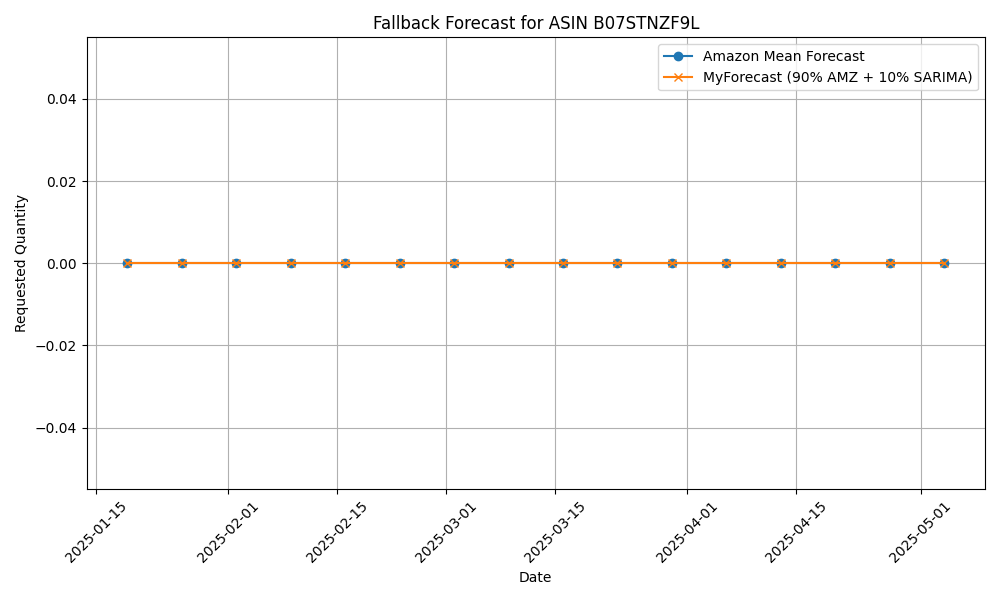 Fallback Forecast for ASIN B07STNZF9L
Amazon Mean Forecast
MyForecast (90% AMZ + 10% SARIMA)
0.04
0.02
0.00
−0.02
−0.04
Requested Quantity
2025-01-15
2025-02-01
2025-02-15
2025-03-01
2025-03-15
2025-04-01
2025-04-15
2025-05-01
Date